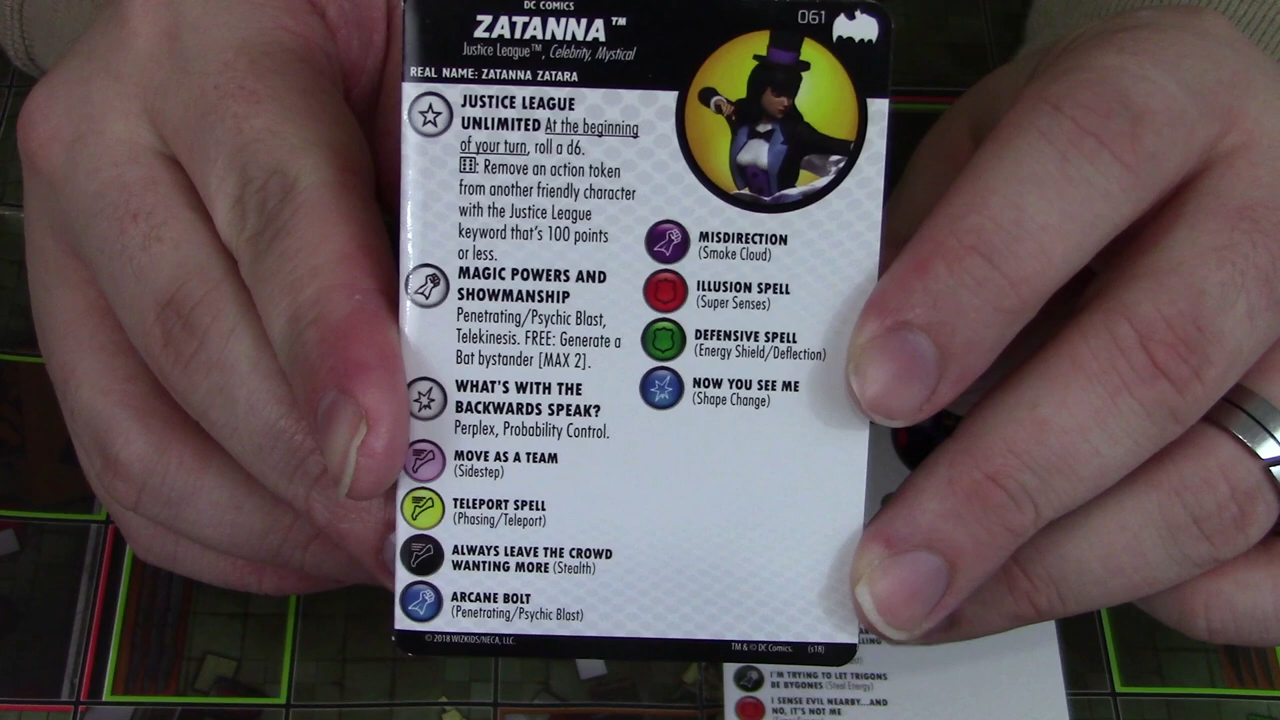 DC COMICS
ZATANNA™
Justice League™, Celebrity, Mystical
REAL NAME: ZATANNA ZATARA
061
JUSTICE LEAGUE
UNLIMITED At the beginning
of your turn, roll a d6.
⚅: Remove an action token
from another friendly character
with the Justice League
keyword that's 100 points
or less.
MAGIC POWERS AND
SHOWMANSHIP
Penetrating/Psychic Blast,
Telekinesis. FREE: Generate a
Bat bystander [MAX 2].
WHAT'S WITH THE
BACKWARDS SPEAK?
Perplex, Probability Control.
MOVE AS A TEAM
(Sidestep)
TELEPORT SPELL
(Phasing/Teleport)
ALWAYS LEAVE THE CROWD
WANTING MORE (Stealth)
ARCANE BOLT
(Penetrating/Psychic Blast)
MISDIRECTION
(Smoke Cloud)
ILLUSION SPELL
(Super Senses)
DEFENSIVE SPELL
(Energy Shield/Deflection)
NOW YOU SEE ME
(Shape Change)
© 2018 WIZKIDS/NECA, LLC.
TM & © DC Comics. (s18)
I'M TRYING TO LET TRIGONS
BE BYGONES (Steal Energy)
I SENSE EVIL NEARBY...AND
NO, IT'S NOT ME